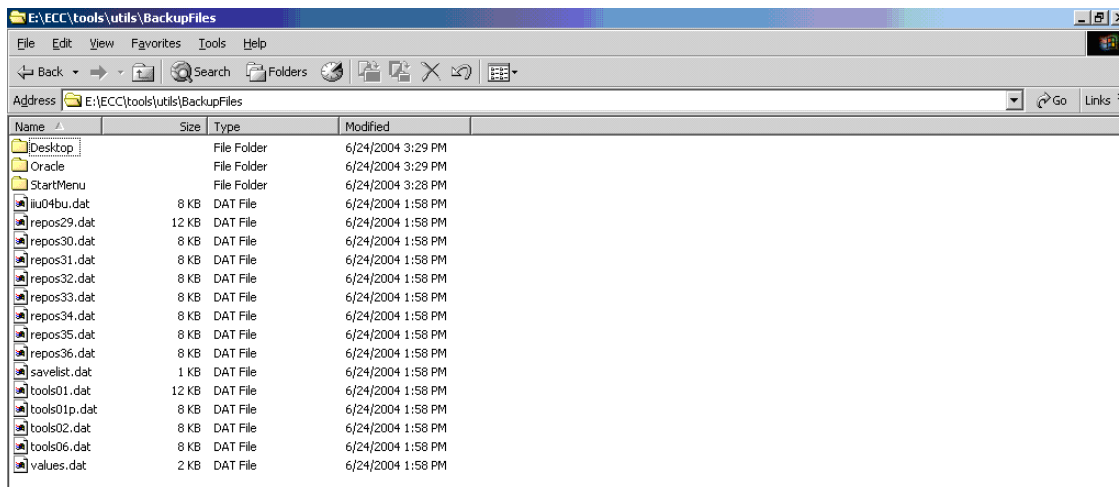 E:\ECC\tools\utils\BackupFiles
File Edit View Favorites Tools Help
Back Search Folders
Address E:\ECC\tools\utils\BackupFiles Go Links
Name Size Type Modified
Desktop File Folder 6/24/2004 3:29 PM
Oracle File Folder 6/24/2004 3:29 PM
StartMenu File Folder 6/24/2004 3:28 PM
iiu04bu.dat 8 KB DAT File 6/24/2004 1:58 PM
repos29.dat 12 KB DAT File 6/24/2004 1:58 PM
repos30.dat 8 KB DAT File 6/24/2004 1:58 PM
repos31.dat 8 KB DAT File 6/24/2004 1:58 PM
repos32.dat 8 KB DAT File 6/24/2004 1:58 PM
repos33.dat 8 KB DAT File 6/24/2004 1:58 PM
repos34.dat 8 KB DAT File 6/24/2004 1:58 PM
repos35.dat 8 KB DAT File 6/24/2004 1:58 PM
repos36.dat 8 KB DAT File 6/24/2004 1:58 PM
savelist.dat 1 KB DAT File 6/24/2004 1:58 PM
tools01.dat 12 KB DAT File 6/24/2004 1:58 PM
tools01p.dat 8 KB DAT File 6/24/2004 1:58 PM
tools02.dat 8 KB DAT File 6/24/2004 1:58 PM
tools06.dat 8 KB DAT File 6/24/2004 1:58 PM
values.dat 2 KB DAT File 6/24/2004 1:58 PM